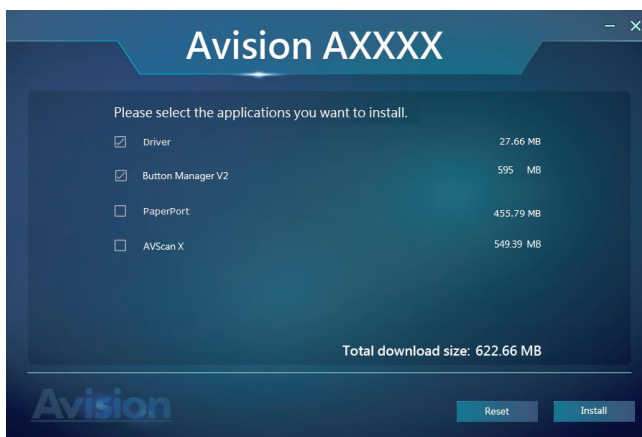 Avision AXXXX
Please select the applications you want to install.
Driver 27.66 MB
Button Manager V2 595 MB
PaperPort 455.79 MB
AVScan X 549.39 MB
Total download size: 622.66 MB
Avision
Reset Install